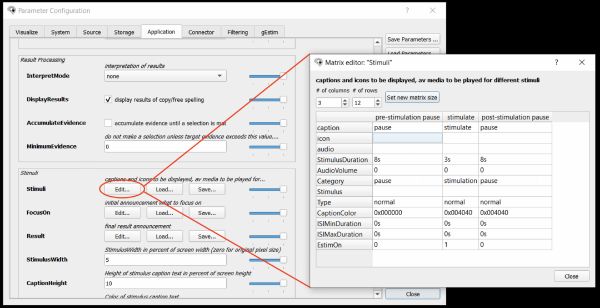 Parameter Configuration
Visualize System Source Storage Application Connector Filtering gEstim
Save Parameters ...
Load Parameters ...
Result Processing
interpretation of results
InterpretMode none
DisplayResults display results of copy/free spelling
AccumulateEvidence accumulate evidence until a selection is mad
do not make a selection unless target evidence exceeds this value....
MinimumEvidence 0
Stimuli
captions and icons to be displayed, av media to be played for...
Stimuli Edit... Load... Save...
initial announcement what to focus on
FocusOn Edit... Load... Save...
final result announcement
Result Edit... Load... Save...
StimulusWidth in percent of screen width (zero for original pixel size)
StimulusWidth 5
Height of stimulus caption text in percent of screen height
CaptionHeight 10
Color of stimulus caption text
Close
Matrix editor: "Stimuli"
captions and icons to be displayed, av media to be played for different stimuli
# of columns # of rows
3 12 Set new matrix size
pre-stimulation pause stimulate post-stimulation pause
caption pause stimulate pause
icon
audio
StimulusDuration 8s 3s 8s
AudioVolume 0 0 0
Category pause stimulation pause
Stimulus
Type normal normal normal
CaptionColor 0x000000 0x004040 0x004040
ISIMinDuration 0s 0s 0s
ISIMaxDuration 0s 0s 0s
EstimOn 0 1 0
Close